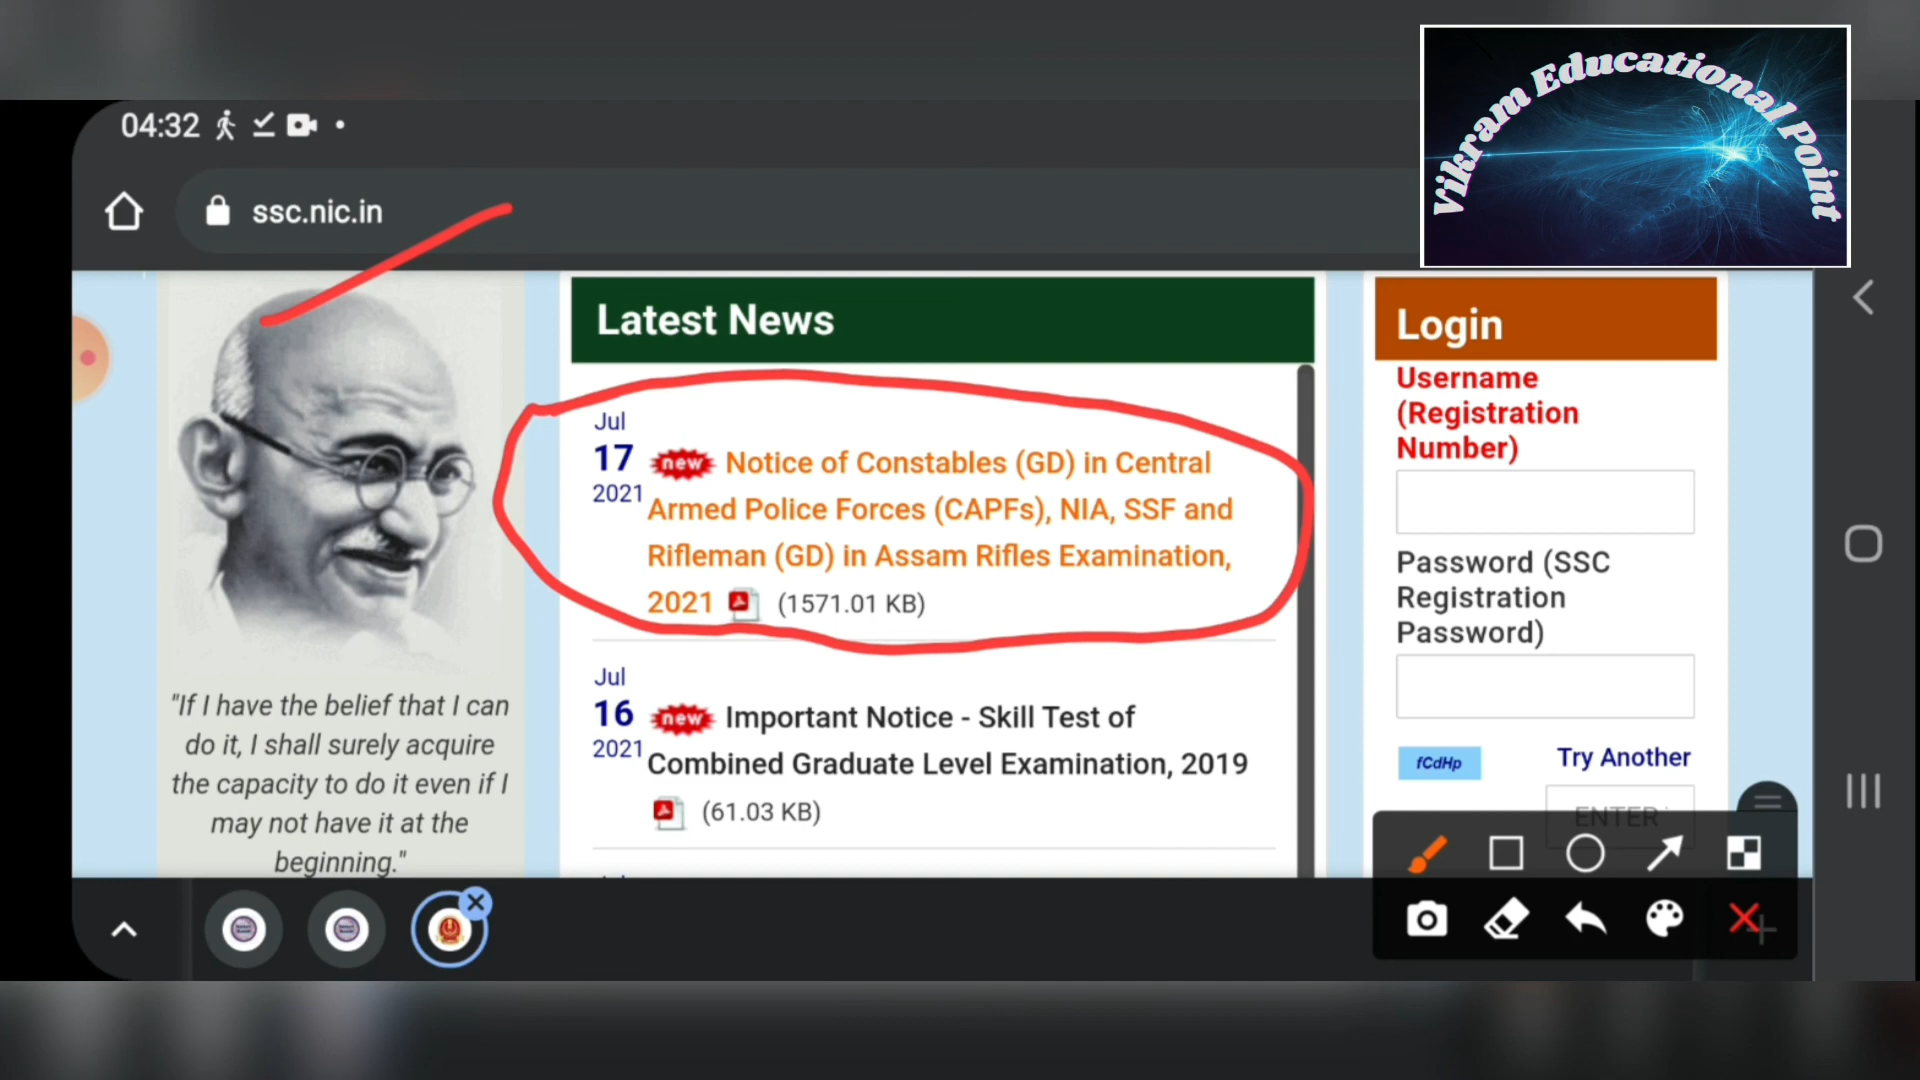 Vikram Educational Point
04:32
ssc.nic.in
Latest News
Jul
17
2021
new Notice of Constables (GD) in Central
Armed Police Forces (CAPFs), NIA, SSF and
Rifleman (GD) in Assam Rifles Examination,
2021 (1571.01 KB)
Jul
16
2021
new Important Notice - Skill Test of
Combined Graduate Level Examination, 2019
(61.03 KB)
"If I have the belief that I can
do it, I shall surely acquire
the capacity to do it even if I
may not have it at the
beginning."
Login
Username
(Registration
Number)
Password (SSC
Registration
Password)
fCdHp
Try Another
ENTER